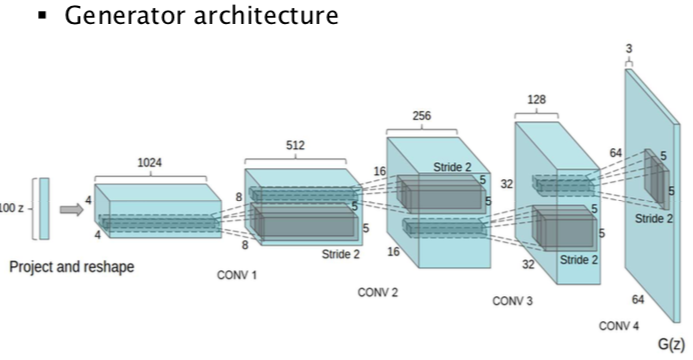 ▪ Generator architecture
100 z
Project and reshape
1024
4
4
CONV 1
512
8
8
5
5
Stride 2
CONV 2
256
16
16
Stride 2
5
5
CONV 3
128
32
32
5
5
Stride 2
CONV 4
3
64
64
5
5
Stride 2
G(z)